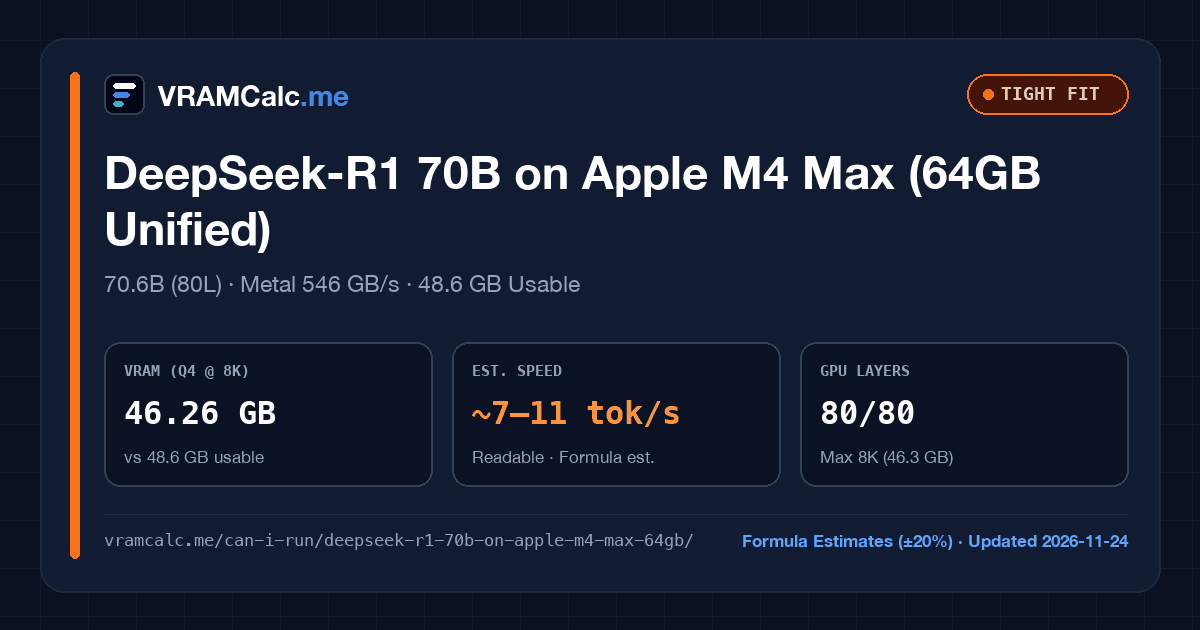 VRAMCalc.me
TIGHT FIT
DeepSeek-R1 70B on Apple M4 Max (64GB
Unified)
70.6B (80L) · Metal 546 GB/s · 48.6 GB Usable
VRAM (Q4 @ 8K)
46.26 GB
vs 48.6 GB usable
EST. SPEED
~7–11 tok/s
Readable · Formula est.
GPU LAYERS
80/80
Max 8K (46.3 GB)
vramcalc.me/can-i-run/deepseek-r1-70b-on-apple-m4-max-64gb/
Formula Estimates (±20%) · Updated 2026-11-24